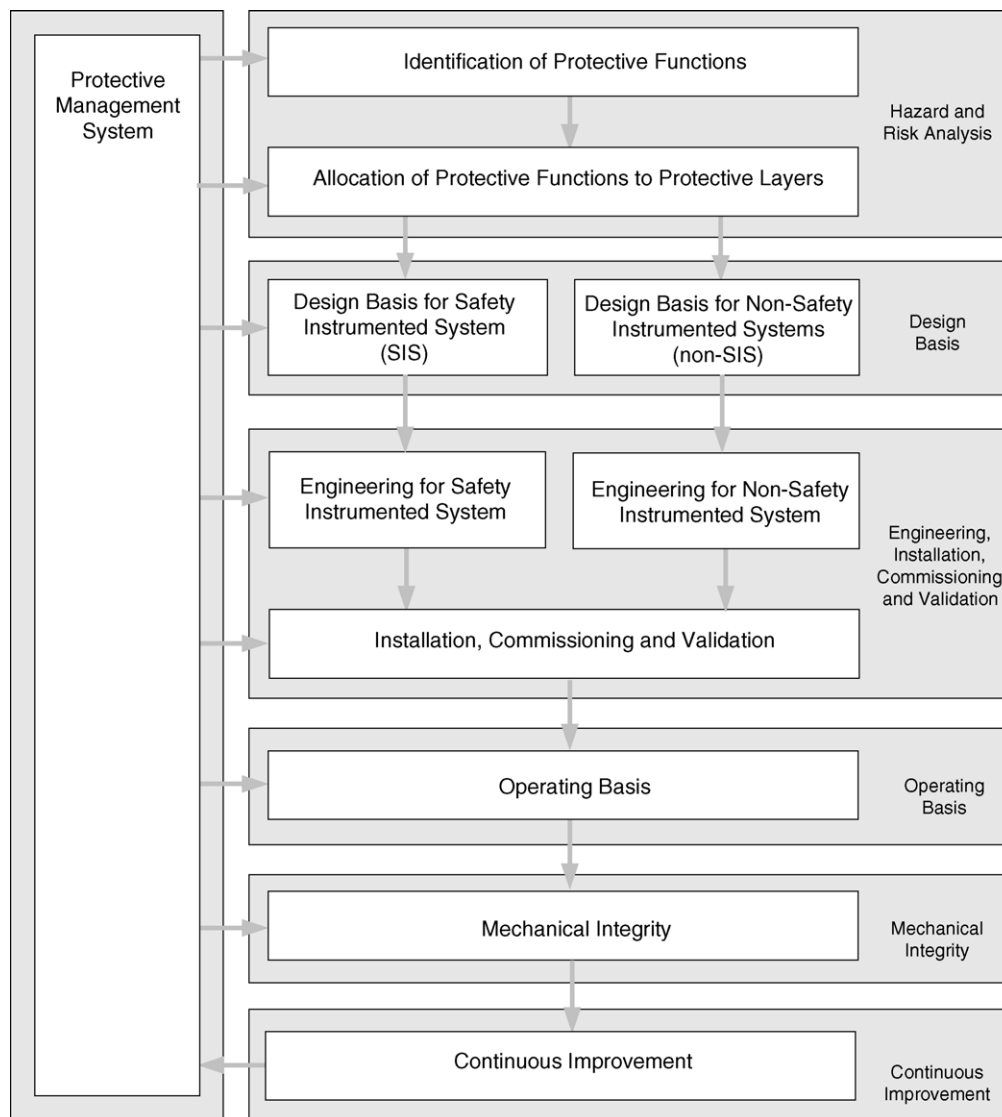 Protective
Management
System
Identification of Protective Functions
Hazard and
Risk Analysis
Allocation of Protective Functions to Protective Layers
Design Basis for Safety
Instrumented System
(SIS)
Design Basis for Non-Safety
Instrumented Systems
(non-SIS)
Design
Basis
Engineering for Safety
Instrumented System
Engineering for Non-Safety
Instrumented System
Engineering,
Installation,
Commissioning
and Validation
Installation, Commissioning and Validation
Operating Basis
Operating
Basis
Mechanical Integrity
Mechanical
Integrity
Continuous Improvement
Continuous
Improvement